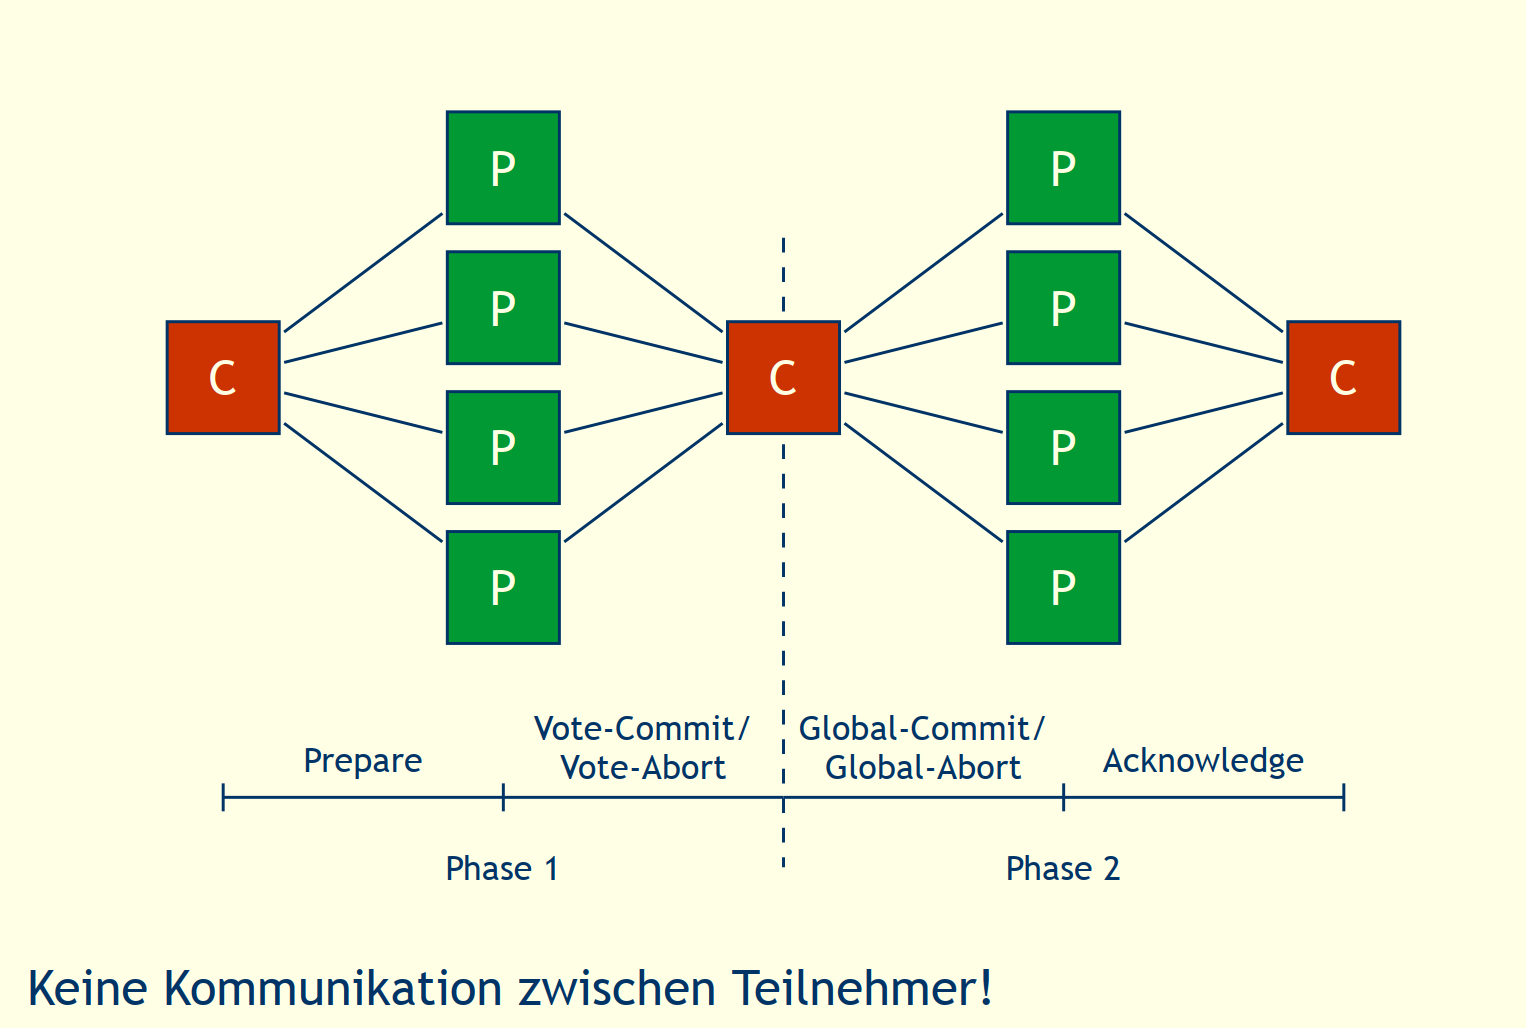 P
P
P
P
P
P
P
P
C
C
C
Vote-Commit/
Vote-Abort
Global-Commit/
Global-Abort
Prepare
Acknowledge
Phase 1
Phase 2
Keine Kommunikation zwischen Teilnehmer!